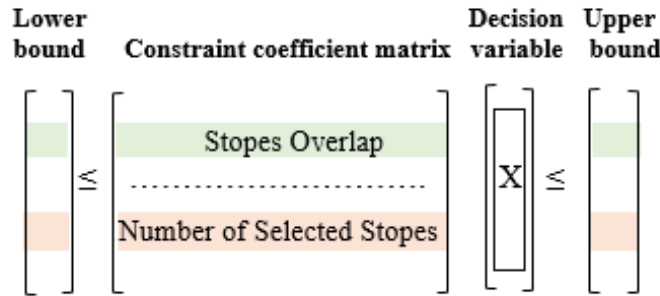 Lower bound Constraint coefficient matrix Decision variable Upper bound
Stopes Overlap
≤ ................................ X ≤
Number of Selected Stopes